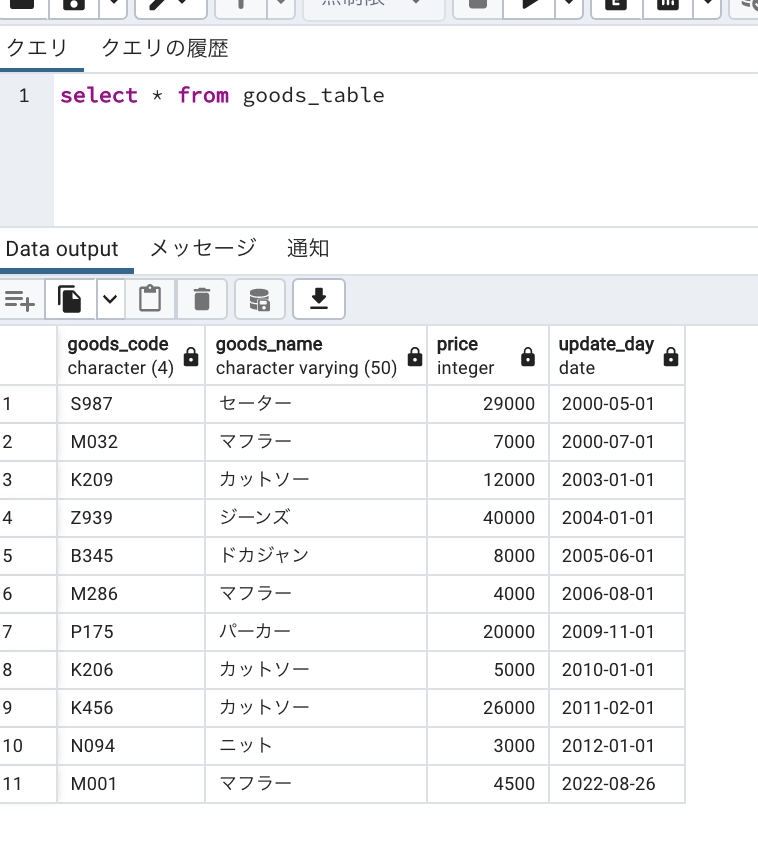 無制限
クエリ クエリの履歴
1 select * from goods_table
Data output メッセージ 通知
goods_code goods_name price update_day
character (4) character varying (50) integer date
1 S987 セーター 29000 2000-05-01
2 M032 マフラー 7000 2000-07-01
3 K209 カットソー 12000 2003-01-01
4 Z939 ジーンズ 40000 2004-01-01
5 B345 ドカジャン 8000 2005-06-01
6 M286 マフラー 4000 2006-08-01
7 P175 パーカー 20000 2009-11-01
8 K206 カットソー 5000 2010-01-01
9 K456 カットソー 26000 2011-02-01
10 N094 ニット 3000 2012-01-01
11 M001 マフラー 4500 2022-08-26